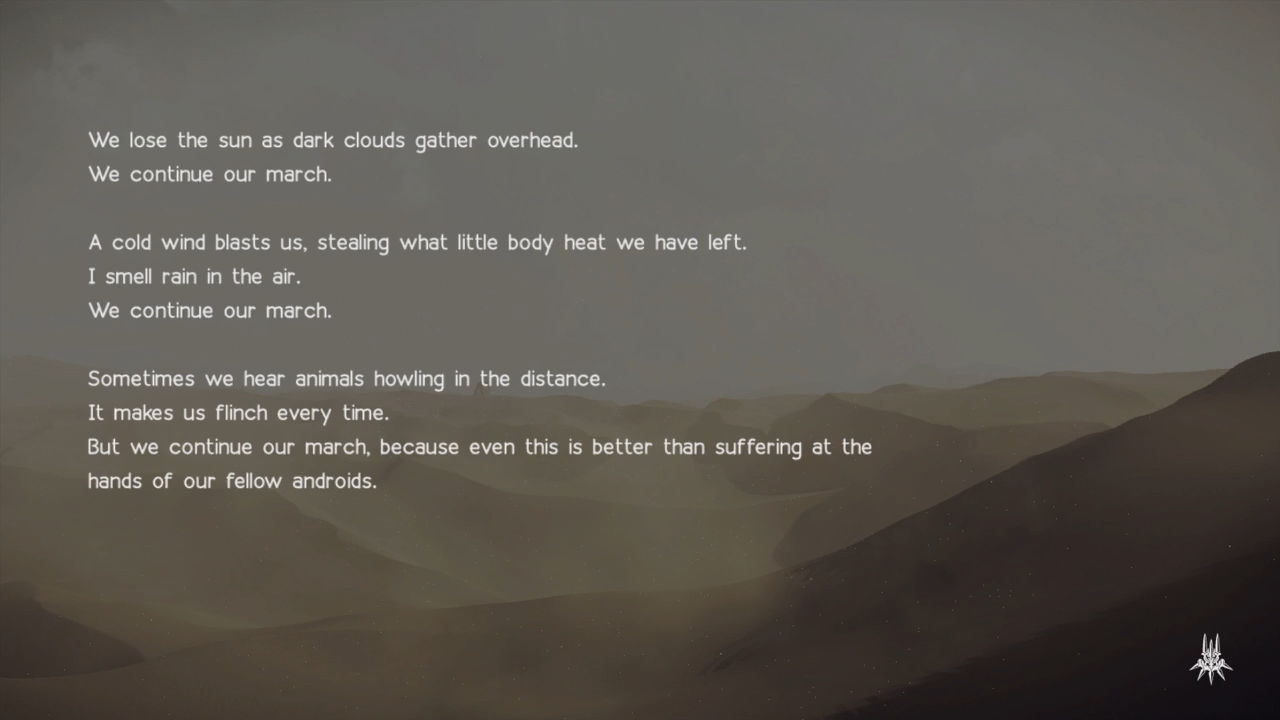 We lose the sun as dark clouds gather overhead.
We continue our march.
A cold wind blasts us, stealing what little body heat we have left.
I smell rain in the air.
We continue our march.
Sometimes we hear animals howling in the distance.
It makes us flinch every time.
But we continue our march, because even this is better than suffering at the
hands of our fellow androids.